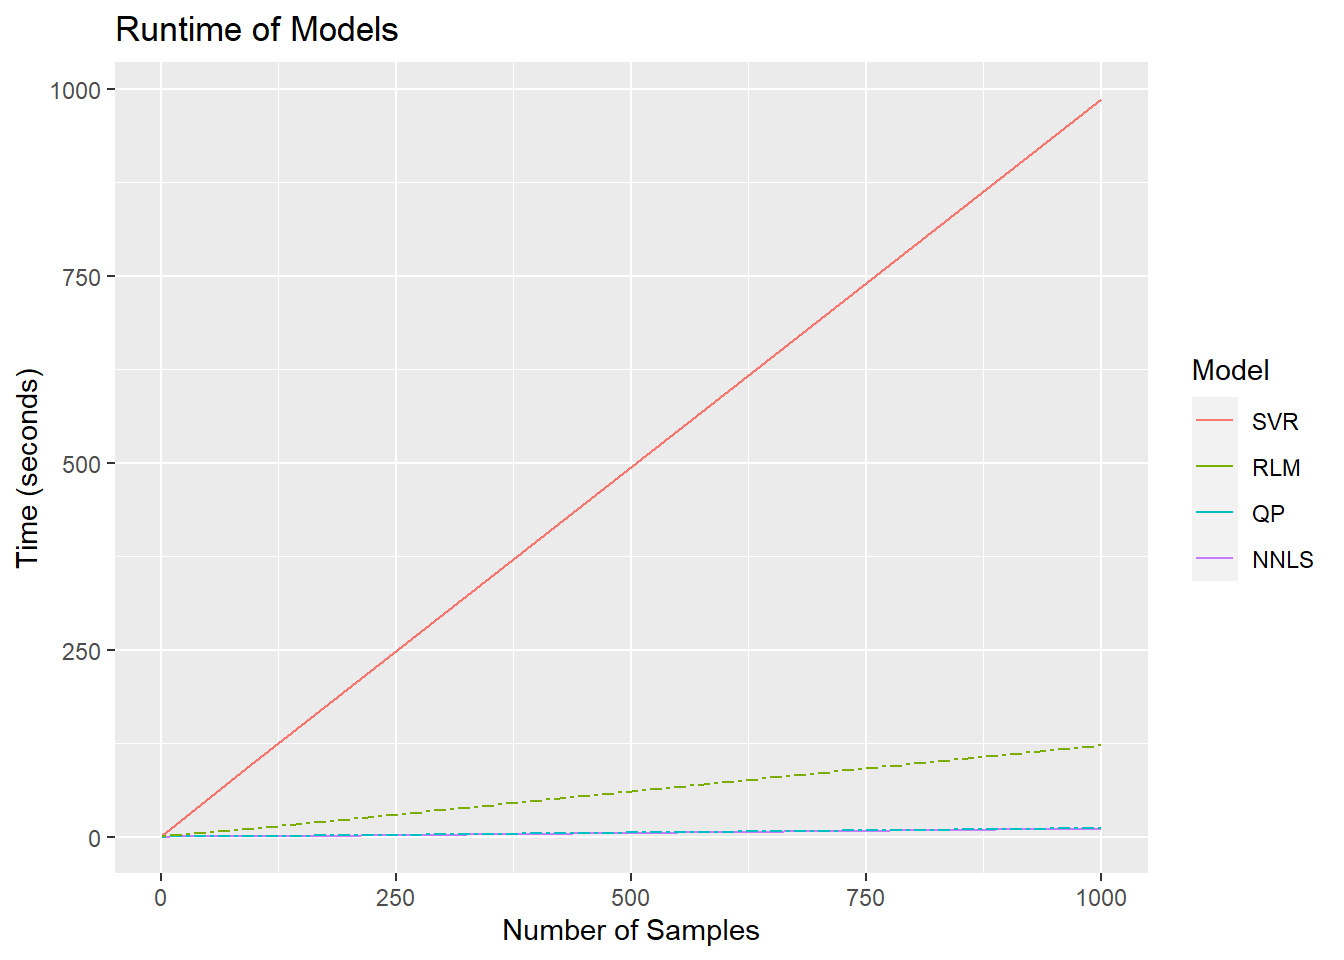 Runtime of Models
1000
750
500
250
0
Time (seconds)
0 250 500 750 1000
Number of Samples
Model
SVR
RLM
QP
NNLS